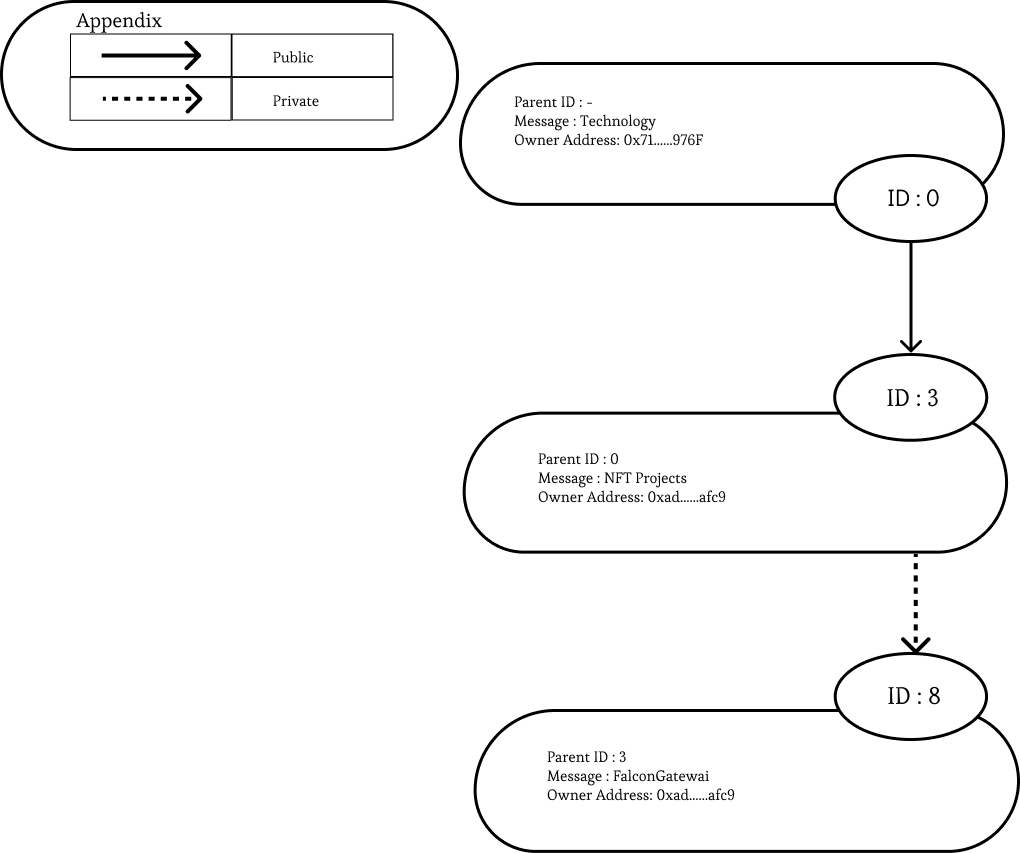 Appendix
Public
Private
Parent ID : -
Message : Technology
Owner Address: 0x71......976F
ID : 0
ID : 3
Parent ID : 0
Message : NFT Projects
Owner Address: 0xad......afc9
ID : 8
Parent ID : 3
Message : FalconGatewai
Owner Address: 0xad......afc9